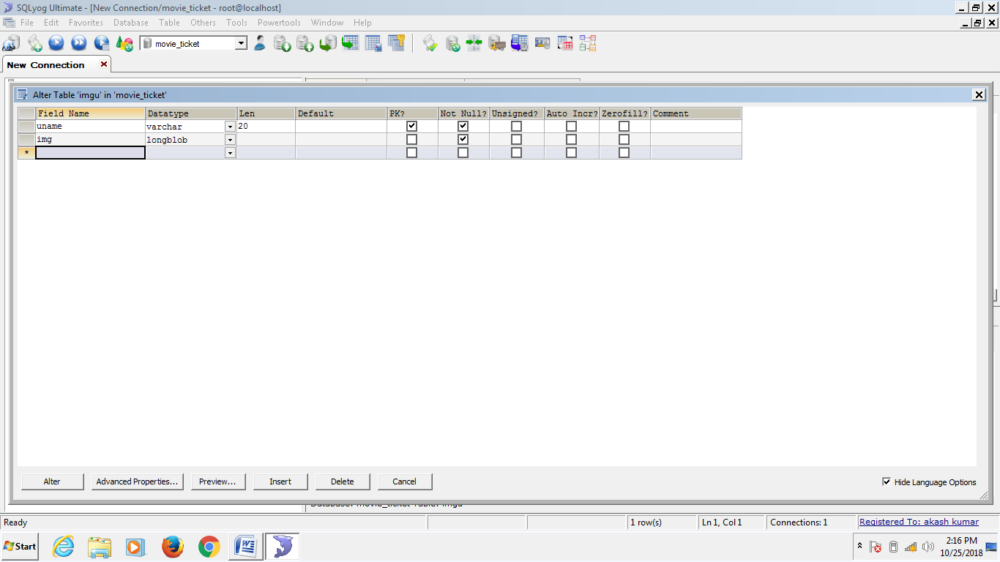 SQLyog Ultimate - [New Connection/movie_ticket - root@localhost]
File Edit Favorites Database Table Others Tools Powertools Window Help
movie_ticket
New Connection
Alter Table 'imgu' in 'movie_ticket'
Field Name Datatype Len Default PK? Not Null? Unsigned? Auto Incr? Zerofill? Comment
uname varchar 20
img longblob
*
Alter Advanced Properties... Preview... Insert Delete Cancel Hide Language Options
Database: movie_ticket Table: imgu
Ready 1 row(s) Ln 1, Col 1 Connections: 1 Registered To: akash kumar
Start 2:16 PM
10/25/2018